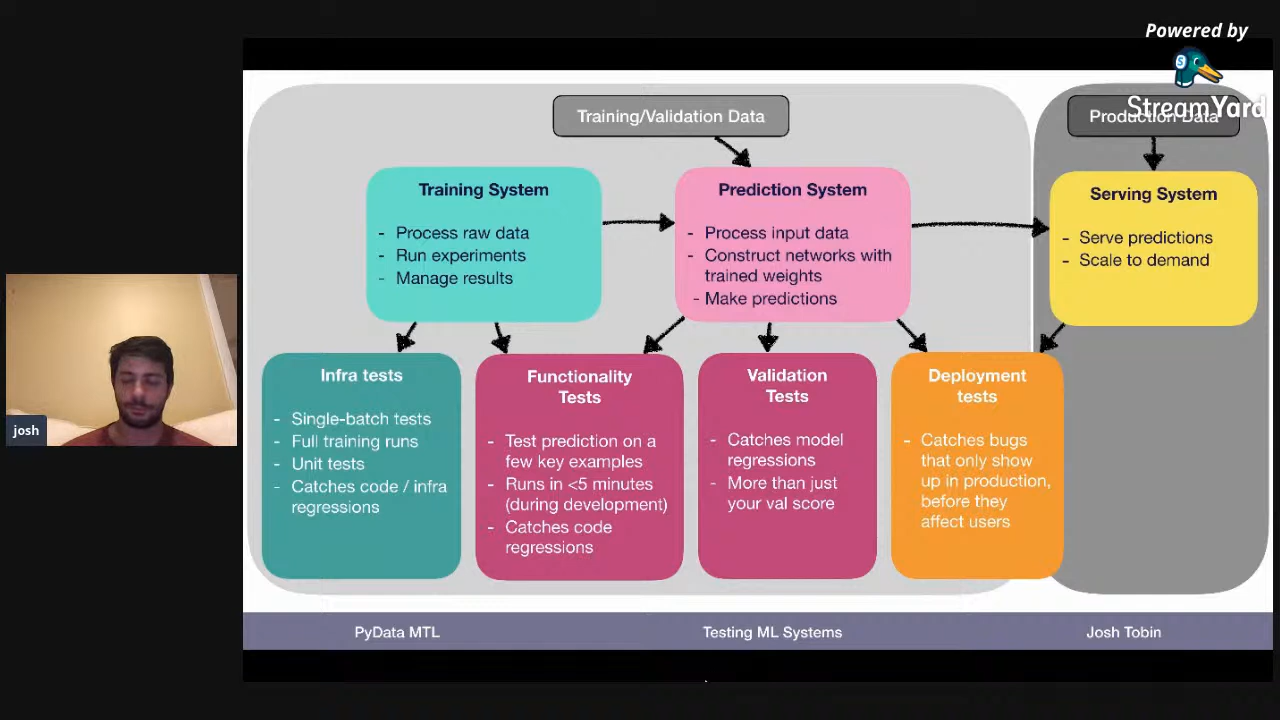 Powered by
StreamYard
Training/Validation Data
Production Data
Training System
- Process raw data
- Run experiments
- Manage results
Prediction System
- Process input data
- Construct networks with
trained weights
- Make predictions
Serving System
- Serve predictions
- Scale to demand
Infra tests
- Single-batch tests
- Full training runs
- Unit tests
- Catches code / infra
regressions
Functionality
Tests
- Test prediction on a
few key examples
- Runs in <5 minutes
(during development)
- Catches code
regressions
Validation
Tests
- Catches model
regressions
- More than just
your val score
Deployment
tests
- Catches bugs
that only show
up in production,
before they
affect users
josh
PyData MTL
Testing ML Systems
Josh Tobin